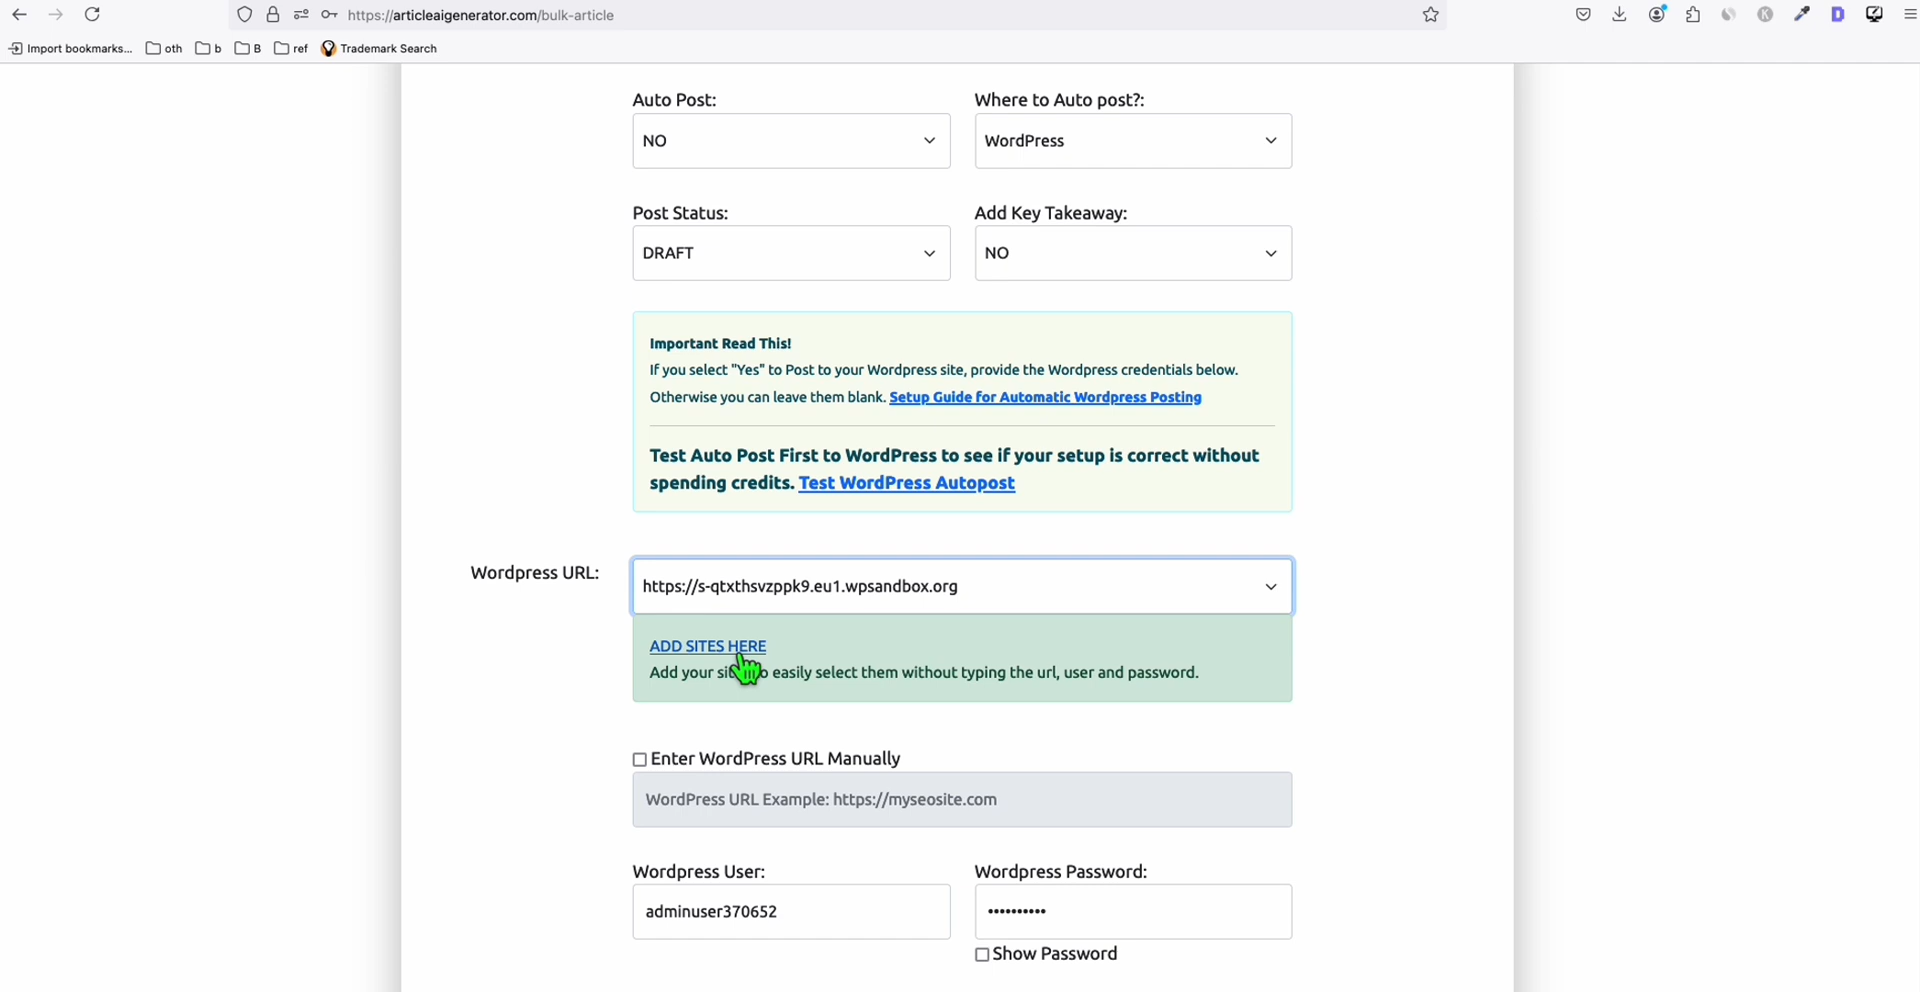 https://articleaigenerator.com/bulk-article
Import bookmarks... oth b B ref Trademark Search
Auto Post: Where to Auto post?:
NO WordPress
Post Status: Add Key Takeaway:
DRAFT NO
Important Read This!
If you select "Yes" to Post to your Wordpress site, provide the Wordpress credentials below.
Otherwise you can leave them blank. Setup Guide for Automatic Wordpress Posting
Test Auto Post First to WordPress to see if your setup is correct without
spending credits. Test WordPress Autopost
Wordpress URL: https://s-qtxthsvzppk9.eu1.wpsandbox.org
ADD SITES HERE
Add your to easily select them without typing the url, user and password.
Enter WordPress URL Manually
WordPress URL Example: https://myseosite.com
Wordpress User: Wordpress Password:
adminuser370652 ••••••••••
Show Password